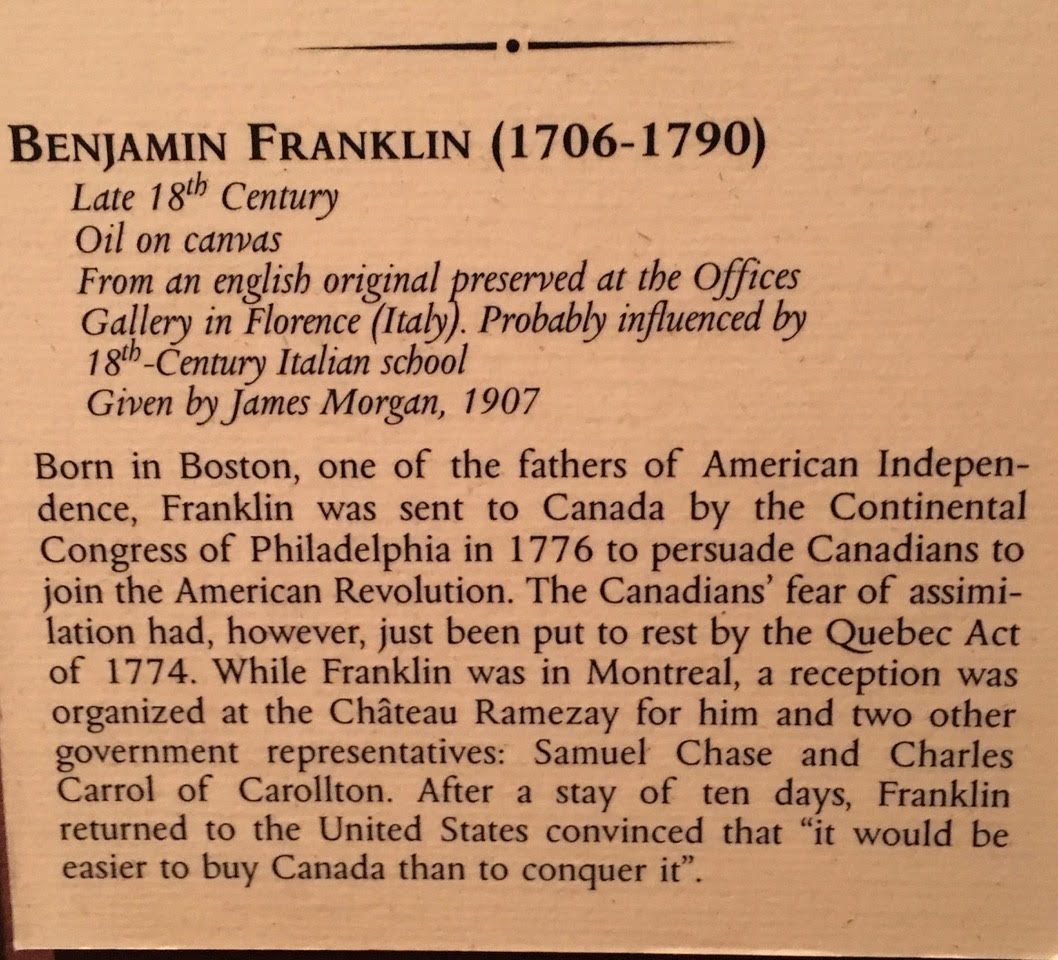 BENJAMIN FRANKLIN (1706-1790)
Late 18th Century
Oil on canvas
From an english original preserved at the Offices
Gallery in Florence (Italy). Probably influenced by
18th-Century Italian school
Given by James Morgan, 1907
Born in Boston, one of the fathers of American Indepen-
dence, Franklin was sent to Canada by the Continental
Congress of Philadelphia in 1776 to persuade Canadians to
join the American Revolution. The Canadians’ fear of assimi-
lation had, however, just been put to rest by the Quebec Act
of 1774. While Franklin was in Montreal, a reception was
organized at the Château Ramezay for him and two other
government representatives: Samuel Chase and Charles
Carrol of Carollton. After a stay of ten days, Franklin
returned to the United States convinced that “it would be
easier to buy Canada than to conquer it”.